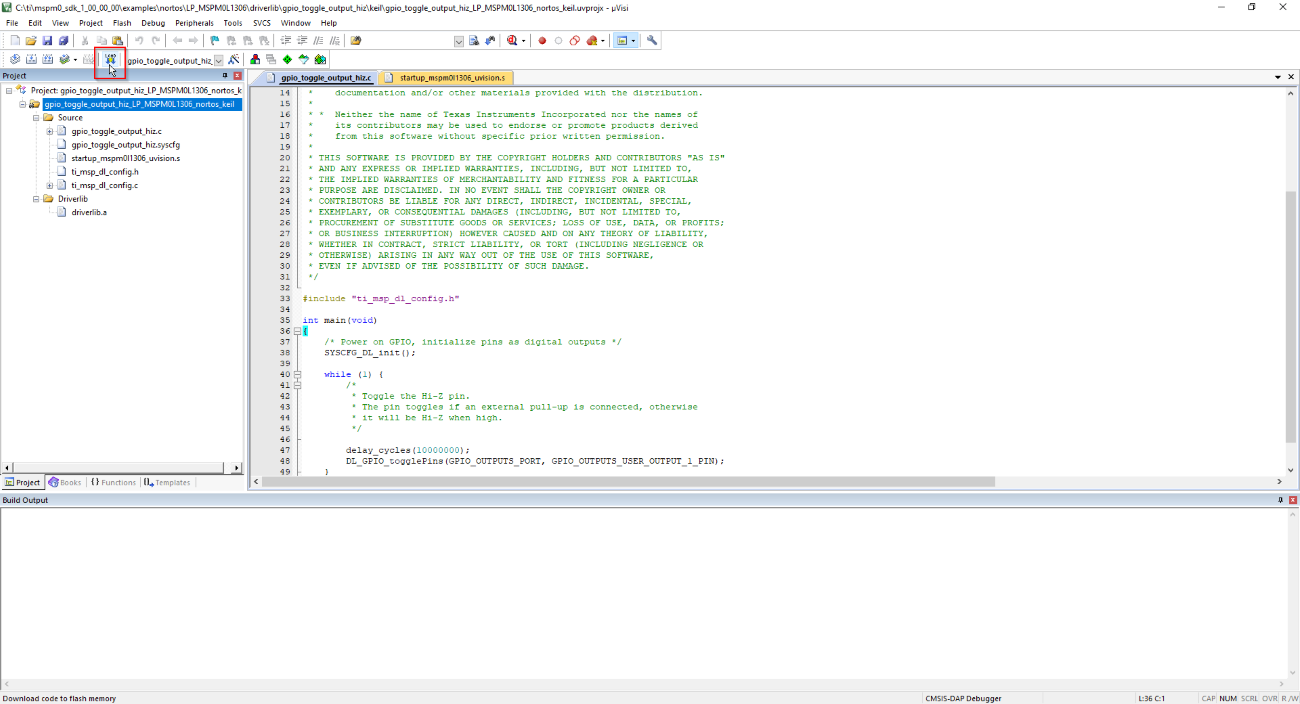 C:\ti\mspm0_sdk_1_00_00_00\examples\nortos\LP_MSPM0L1306\driverlib\gpio_toggle_output_hiz\keil\gpio_toggle_output_hiz_LP_MSPM0L1306_nortos_keil.uvprojx - µVisi
File Edit View Project Flash Debug Peripherals Tools SVCS Window Help
gpio_toggle_output_hiz_
Project
Project: gpio_toggle_output_hiz_LP_MSPM0L1306_nortos_k
gpio_toggle_output_hiz_LP_MSPM0L1306_nortos_keil
Source
gpio_toggle_output_hiz.c
gpio_toggle_output_hiz.syscfg
startup_mspm0l1306_uvision.s
ti_msp_dl_config.h
ti_msp_dl_config.c
Driverlib
driverlib.a
Project Books {} Functions Templates
gpio_toggle_output_hiz.c startup_mspm0l1306_uvision.s
14 * documentation and/or other materials provided with the distribution.
15 *
16 * * Neither the name of Texas Instruments Incorporated nor the names of
17 * its contributors may be used to endorse or promote products derived
18 * from this software without specific prior written permission.
19 *
20 * THIS SOFTWARE IS PROVIDED BY THE COPYRIGHT HOLDERS AND CONTRIBUTORS "AS IS"
21 * AND ANY EXPRESS OR IMPLIED WARRANTIES, INCLUDING, BUT NOT LIMITED TO,
22 * THE IMPLIED WARRANTIES OF MERCHANTABILITY AND FITNESS FOR A PARTICULAR
23 * PURPOSE ARE DISCLAIMED. IN NO EVENT SHALL THE COPYRIGHT OWNER OR
24 * CONTRIBUTORS BE LIABLE FOR ANY DIRECT, INDIRECT, INCIDENTAL, SPECIAL,
25 * EXEMPLARY, OR CONSEQUENTIAL DAMAGES (INCLUDING, BUT NOT LIMITED TO,
26 * PROCUREMENT OF SUBSTITUTE GOODS OR SERVICES; LOSS OF USE, DATA, OR PROFITS;
27 * OR BUSINESS INTERRUPTION) HOWEVER CAUSED AND ON ANY THEORY OF LIABILITY,
28 * WHETHER IN CONTRACT, STRICT LIABILITY, OR TORT (INCLUDING NEGLIGENCE OR
29 * OTHERWISE) ARISING IN ANY WAY OUT OF THE USE OF THIS SOFTWARE,
30 * EVEN IF ADVISED OF THE POSSIBILITY OF SUCH DAMAGE.
31 */
32
33 #include "ti_msp_dl_config.h"
34
35 int main(void)
36 {
37 /* Power on GPIO, initialize pins as digital outputs */
38 SYSCFG_DL_init();
39
40 while (1) {
41 /*
42 * Toggle the Hi-Z pin.
43 * The pin toggles if an external pull-up is connected, otherwise
44 * it will be Hi-Z when high.
45 */
46
47 delay_cycles(10000000);
48 DL_GPIO_togglePins(GPIO_OUTPUTS_PORT, GPIO_OUTPUTS_USER_OUTPUT_1_PIN);
49 }
Build Output
Download code to flash memory CMSIS-DAP Debugger L:36 C:1 CAP NUM SCRL OVR R/W